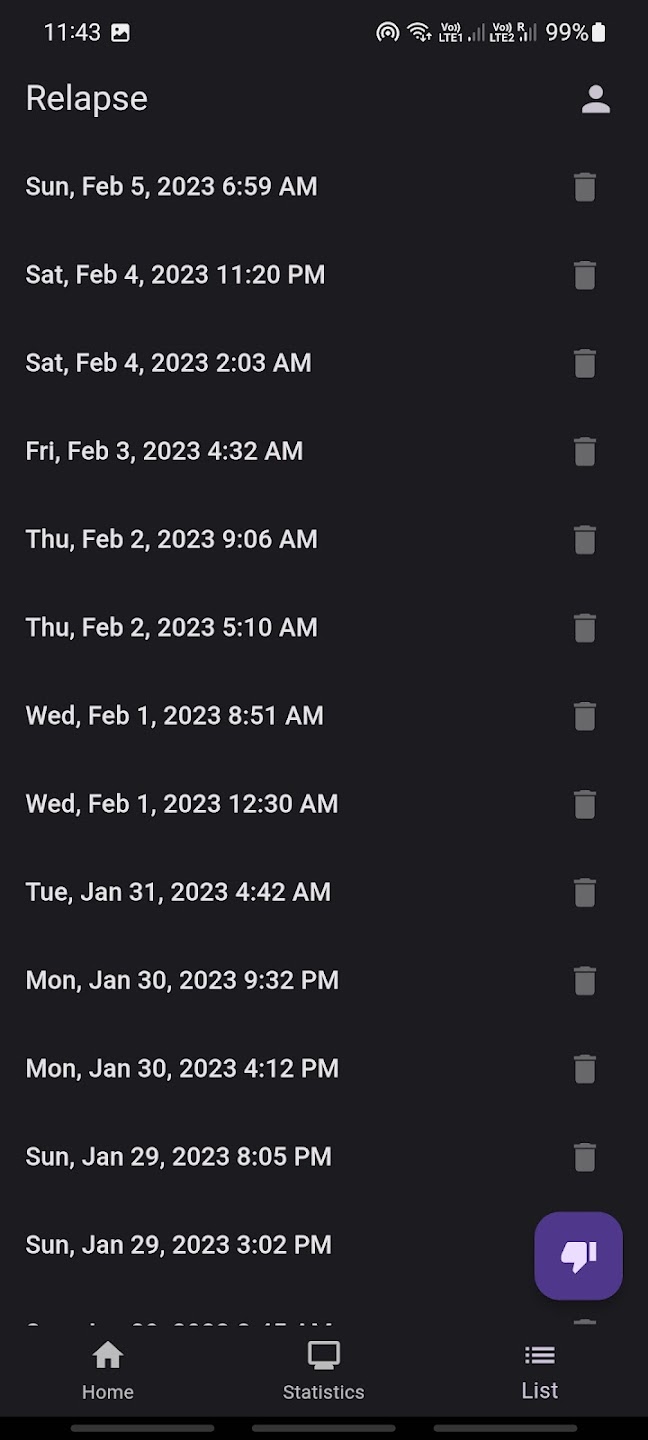 11:43
Vo)) LTE1 Vo)) R LTE2 99%
Relapse
Sun, Feb 5, 2023 6:59 AM
Sat, Feb 4, 2023 11:20 PM
Sat, Feb 4, 2023 2:03 AM
Fri, Feb 3, 2023 4:32 AM
Thu, Feb 2, 2023 9:06 AM
Thu, Feb 2, 2023 5:10 AM
Wed, Feb 1, 2023 8:51 AM
Wed, Feb 1, 2023 12:30 AM
Tue, Jan 31, 2023 4:42 AM
Mon, Jan 30, 2023 9:32 PM
Mon, Jan 30, 2023 4:12 PM
Sun, Jan 29, 2023 8:05 PM
Sun, Jan 29, 2023 3:02 PM
Home
Statistics
List